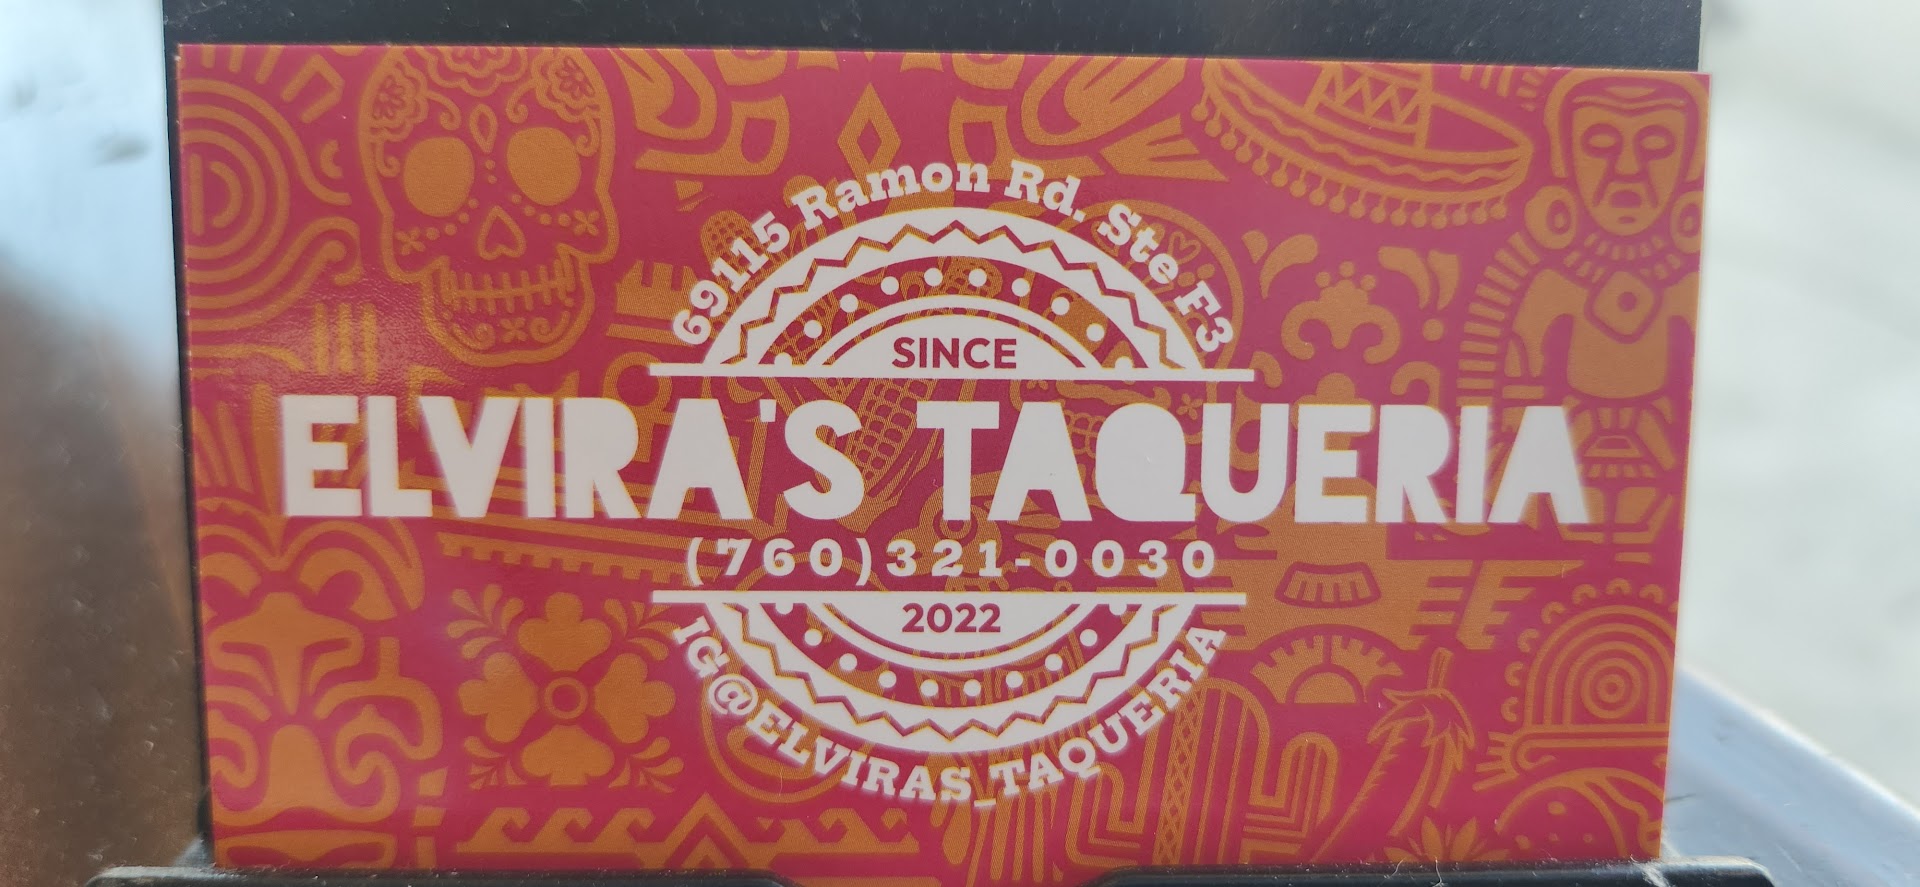 69115 Ramon Rd. Ste F3
SINCE
ELVIRA'S TAQUERIA
(760)321-0030
2022
IG@ELVIRAS_TAQUERIA